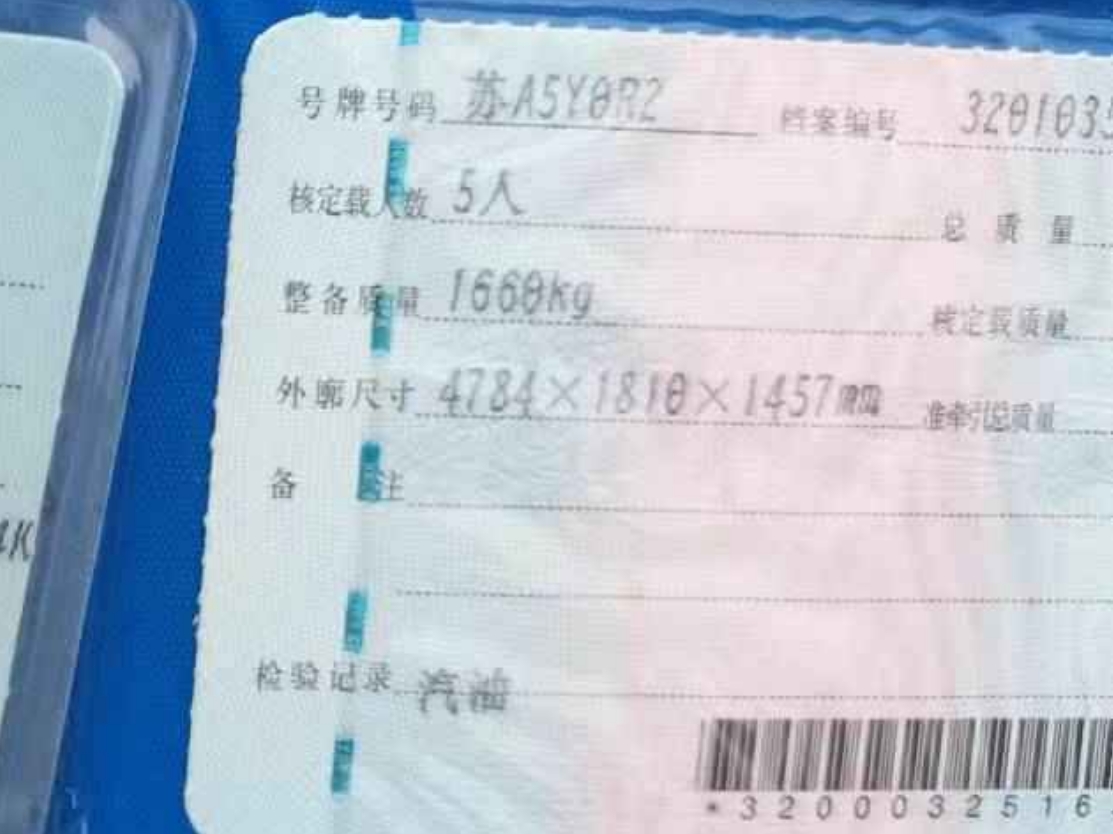 号牌号码 苏A5Y0R2 档案编号 3201035
核定载人数 5人 总质量
整备质量 1660kg 核定载质量
外廓尺寸 4784×1810×1457mm 准牵引总质量
备注
检验记录 汽油
*3200032516